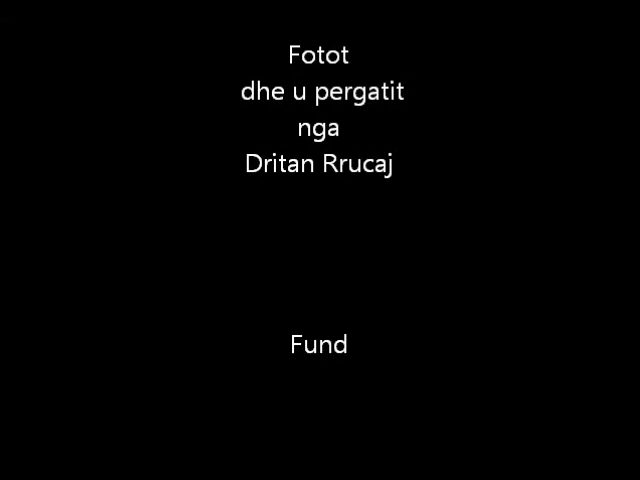 Fotot
dhe u pergatit
nga
Dritan Rrucaj
Fund